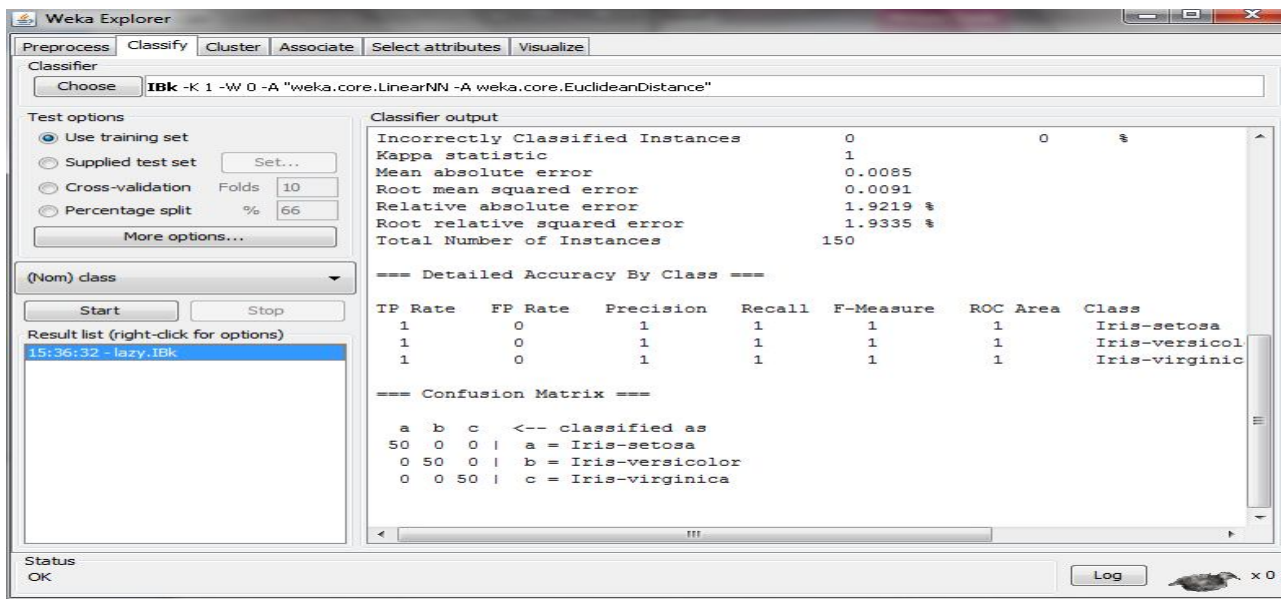 Weka Explorer
Preprocess Classify Cluster Associate Select attributes Visualize
Classifier
Choose IBk -K 1 -W 0 -A "weka.core.LinearNN -A weka.core.EuclideanDistance"
Test options
Use training set
Supplied test set Set...
Cross-validation Folds 10
Percentage split % 66
More options...
(Nom) class
Start Stop
Result list (right-click for options)
15:36:32 - lazy.IBk
Classifier output
Incorrectly Classified Instances 0 0 %
Kappa statistic 1
Mean absolute error 0.0085
Root mean squared error 0.0091
Relative absolute error 1.9219 %
Root relative squared error 1.9335 %
Total Number of Instances 150
=== Detailed Accuracy By Class ===
TP Rate FP Rate Precision Recall F-Measure ROC Area Class
1 0 1 1 1 1 Iris-setosa
1 0 1 1 1 1 Iris-versicol
1 0 1 1 1 1 Iris-virginic
=== Confusion Matrix ===
a b c <-- classified as
50 0 0 | a = Iris-setosa
0 50 0 | b = Iris-versicolor
0 0 50 | c = Iris-virginica
Status
OK
Log x 0